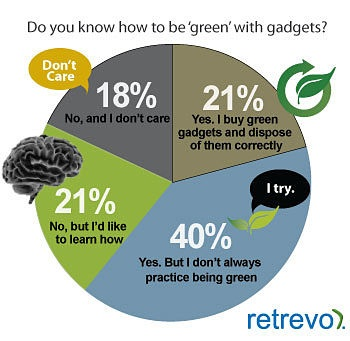 Do you know how to be 'green' with gadgets?
Don't
Care
18%
No, and I don't care
21%
Yes. I buy green
gadgets and dispose
of them correctly
I try.
21%
No, but I'd like
to learn how
40%
Yes. But I don't always
practice being green
retrevo